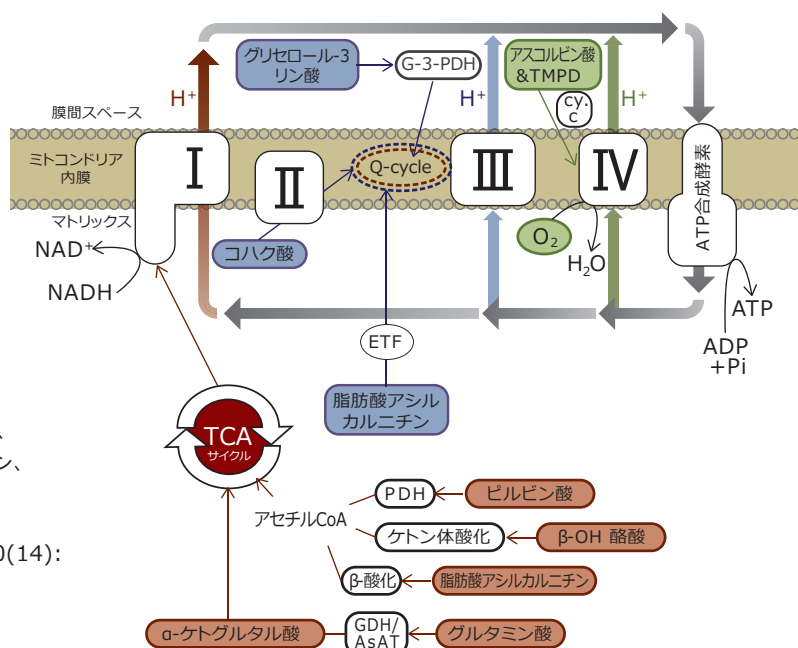 グリセロール-3
リン酸
G-3-PDH
アスコルビン酸
&TMPD
H⁺
H⁺
cy.
c
H⁺
膜間スペース
ミトコンドリア
内膜
Ⅰ
Ⅱ
Q-cycle
Ⅲ
Ⅳ
ATP合成酵素
マトリックス
NAD⁺
NADH
コハク酸
O₂
H₂O
ATP
ADP
+Pi
ETF
脂肪酸アシル
カルニチン
TCA
サイクル
、
ン、
0(14):
アセチルCoA
PDH
ピルビン酸
ケトン体酸化
β-OH 酪酸
β-酸化
脂肪酸アシルカルニチン
α-ケトグルタル酸
GDH/
AsAT
グルタミン酸